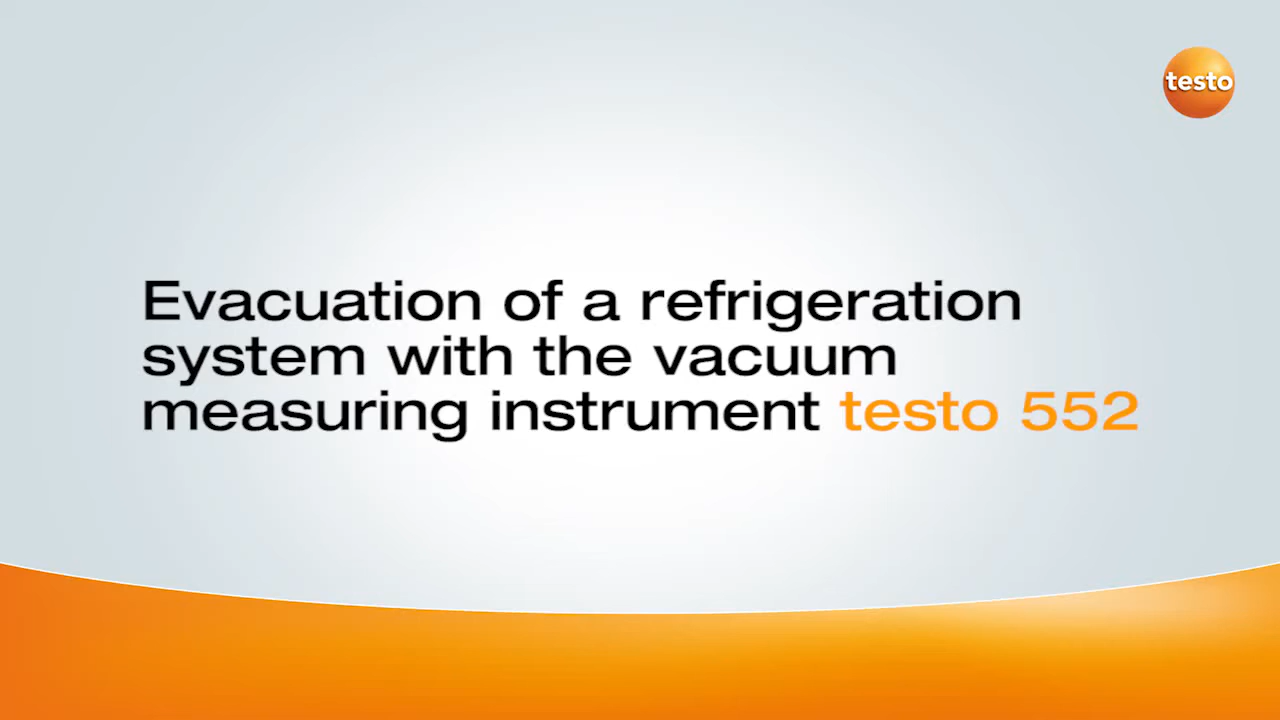 testo
Evacuation of a refrigeration
system with the vacuum
measuring instrument testo 552